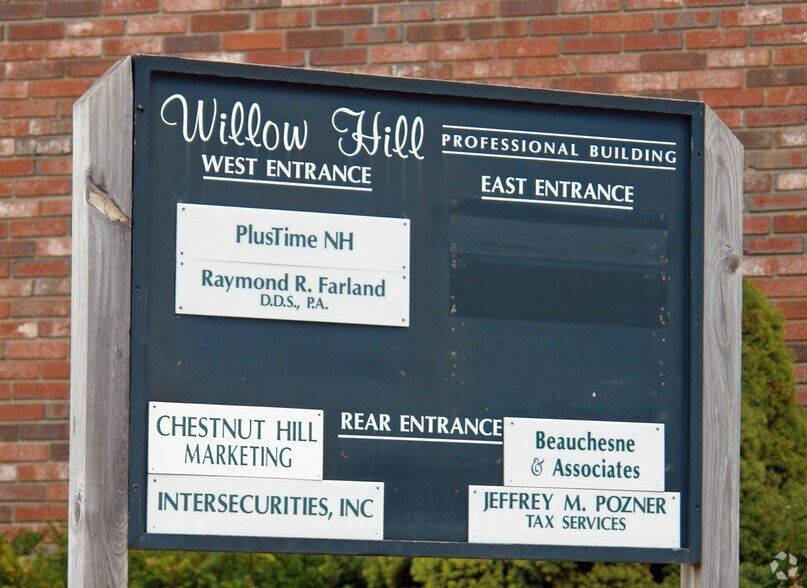 Willow Hill PROFESSIONAL BUILDING
WEST ENTRANCE
PlusTime NH
Raymond R. Farland
D.D.S., P.A.
EAST ENTRANCE
REAR ENTRANCE
CHESTNUT HILL
MARKETING
INTERSECURITIES, INC
Beauchesne
& Associates
JEFFREY M. POZNER
TAX SERVICES